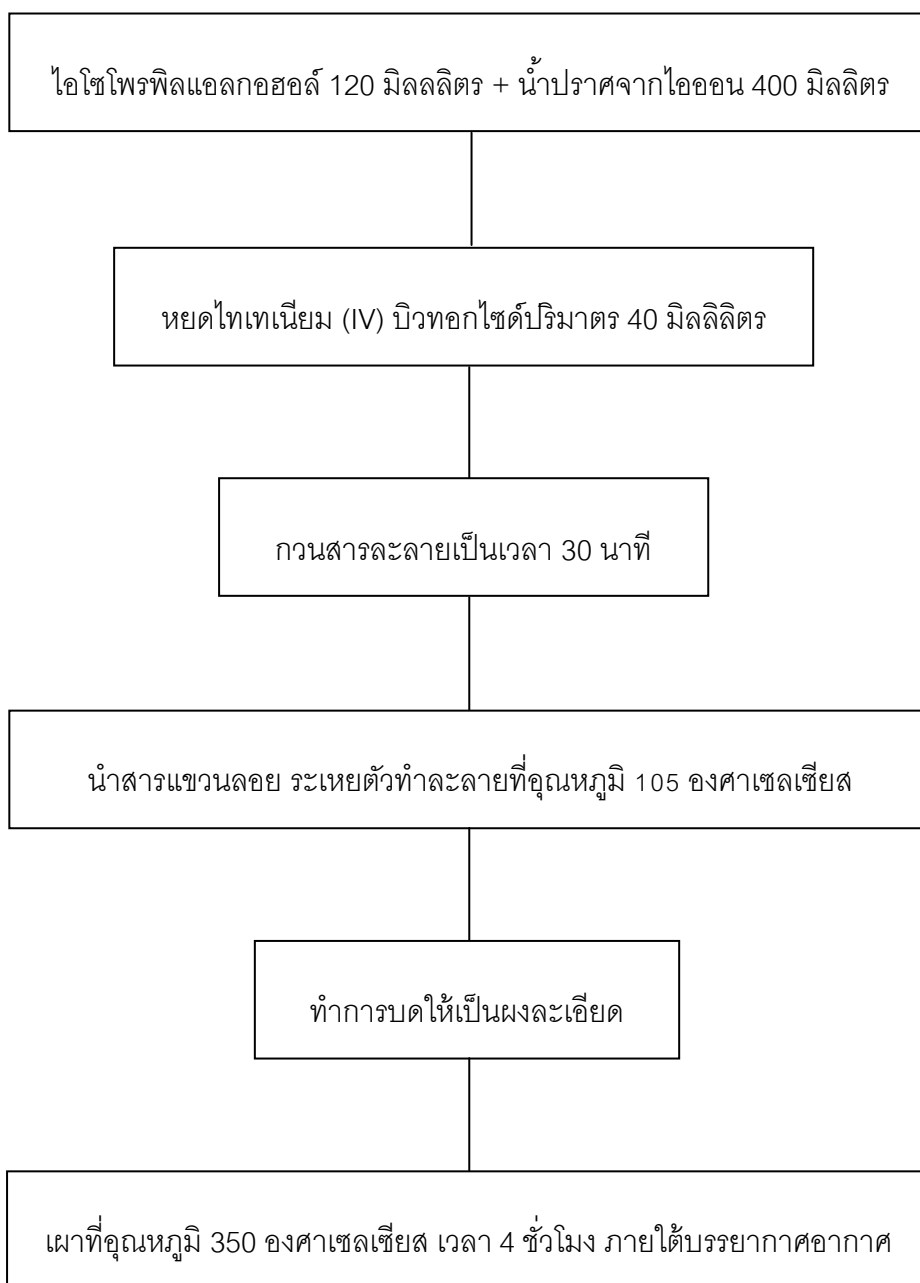 ไอโซโพรพิลแอลกอฮอล์ 120 มิลลลิตร + น้ำปราศจากไอออน 400 มิลลิตร
หยดไทเทเนียม (IV) บิวทอกไซด์ปริมาตร 40 มิลลิลิตร
กวนสารละลายเป็นเวลา 30 นาที
นำสารแขวนลอย ระเหยตัวทำละลายที่อุณหภูมิ 105 องศาเซลเซียส
ทำการบดให้เป็นผงละเอียด
เผาที่อุณหภูมิ 350 องศาเซลเซียส เวลา 4 ชั่วโมง ภายใต้บรรยากาศอากาศ